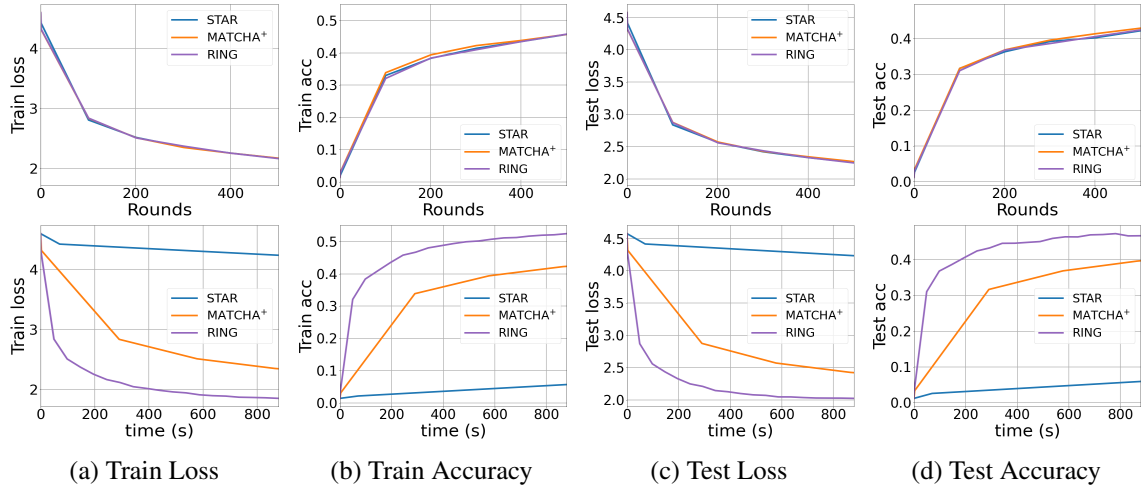 Train loss
4
3
2
0
200
400
Rounds
STAR
MATCHA+
RING
Train acc
0.5
0.4
0.3
0.2
0.1
0.0
0
200
400
Rounds
STAR
MATCHA+
RING
Test loss
4.5
4.0
3.5
3.0
2.5
2.0
0
200
400
Rounds
STAR
MATCHA+
RING
Test acc
0.4
0.3
0.2
0.1
0.0
0
200
400
Rounds
STAR
MATCHA+
RING
Train loss
4
3
2
0
200
400
600
800
time (s)
STAR
MATCHA+
RING
Train acc
0.5
0.4
0.3
0.2
0.1
0.0
0
200
400
600
800
time (s)
STAR
MATCHA+
RING
Test loss
4.5
4.0
3.5
3.0
2.5
2.0
0
200
400
600
800
time (s)
STAR
MATCHA+
RING
Test acc
0.4
0.3
0.2
0.1
0.0
0
200
400
600
800
time (s)
STAR
MATCHA+
RING
(a) Train Loss
(b) Train Accuracy
(c) Test Loss
(d) Test Accuracy